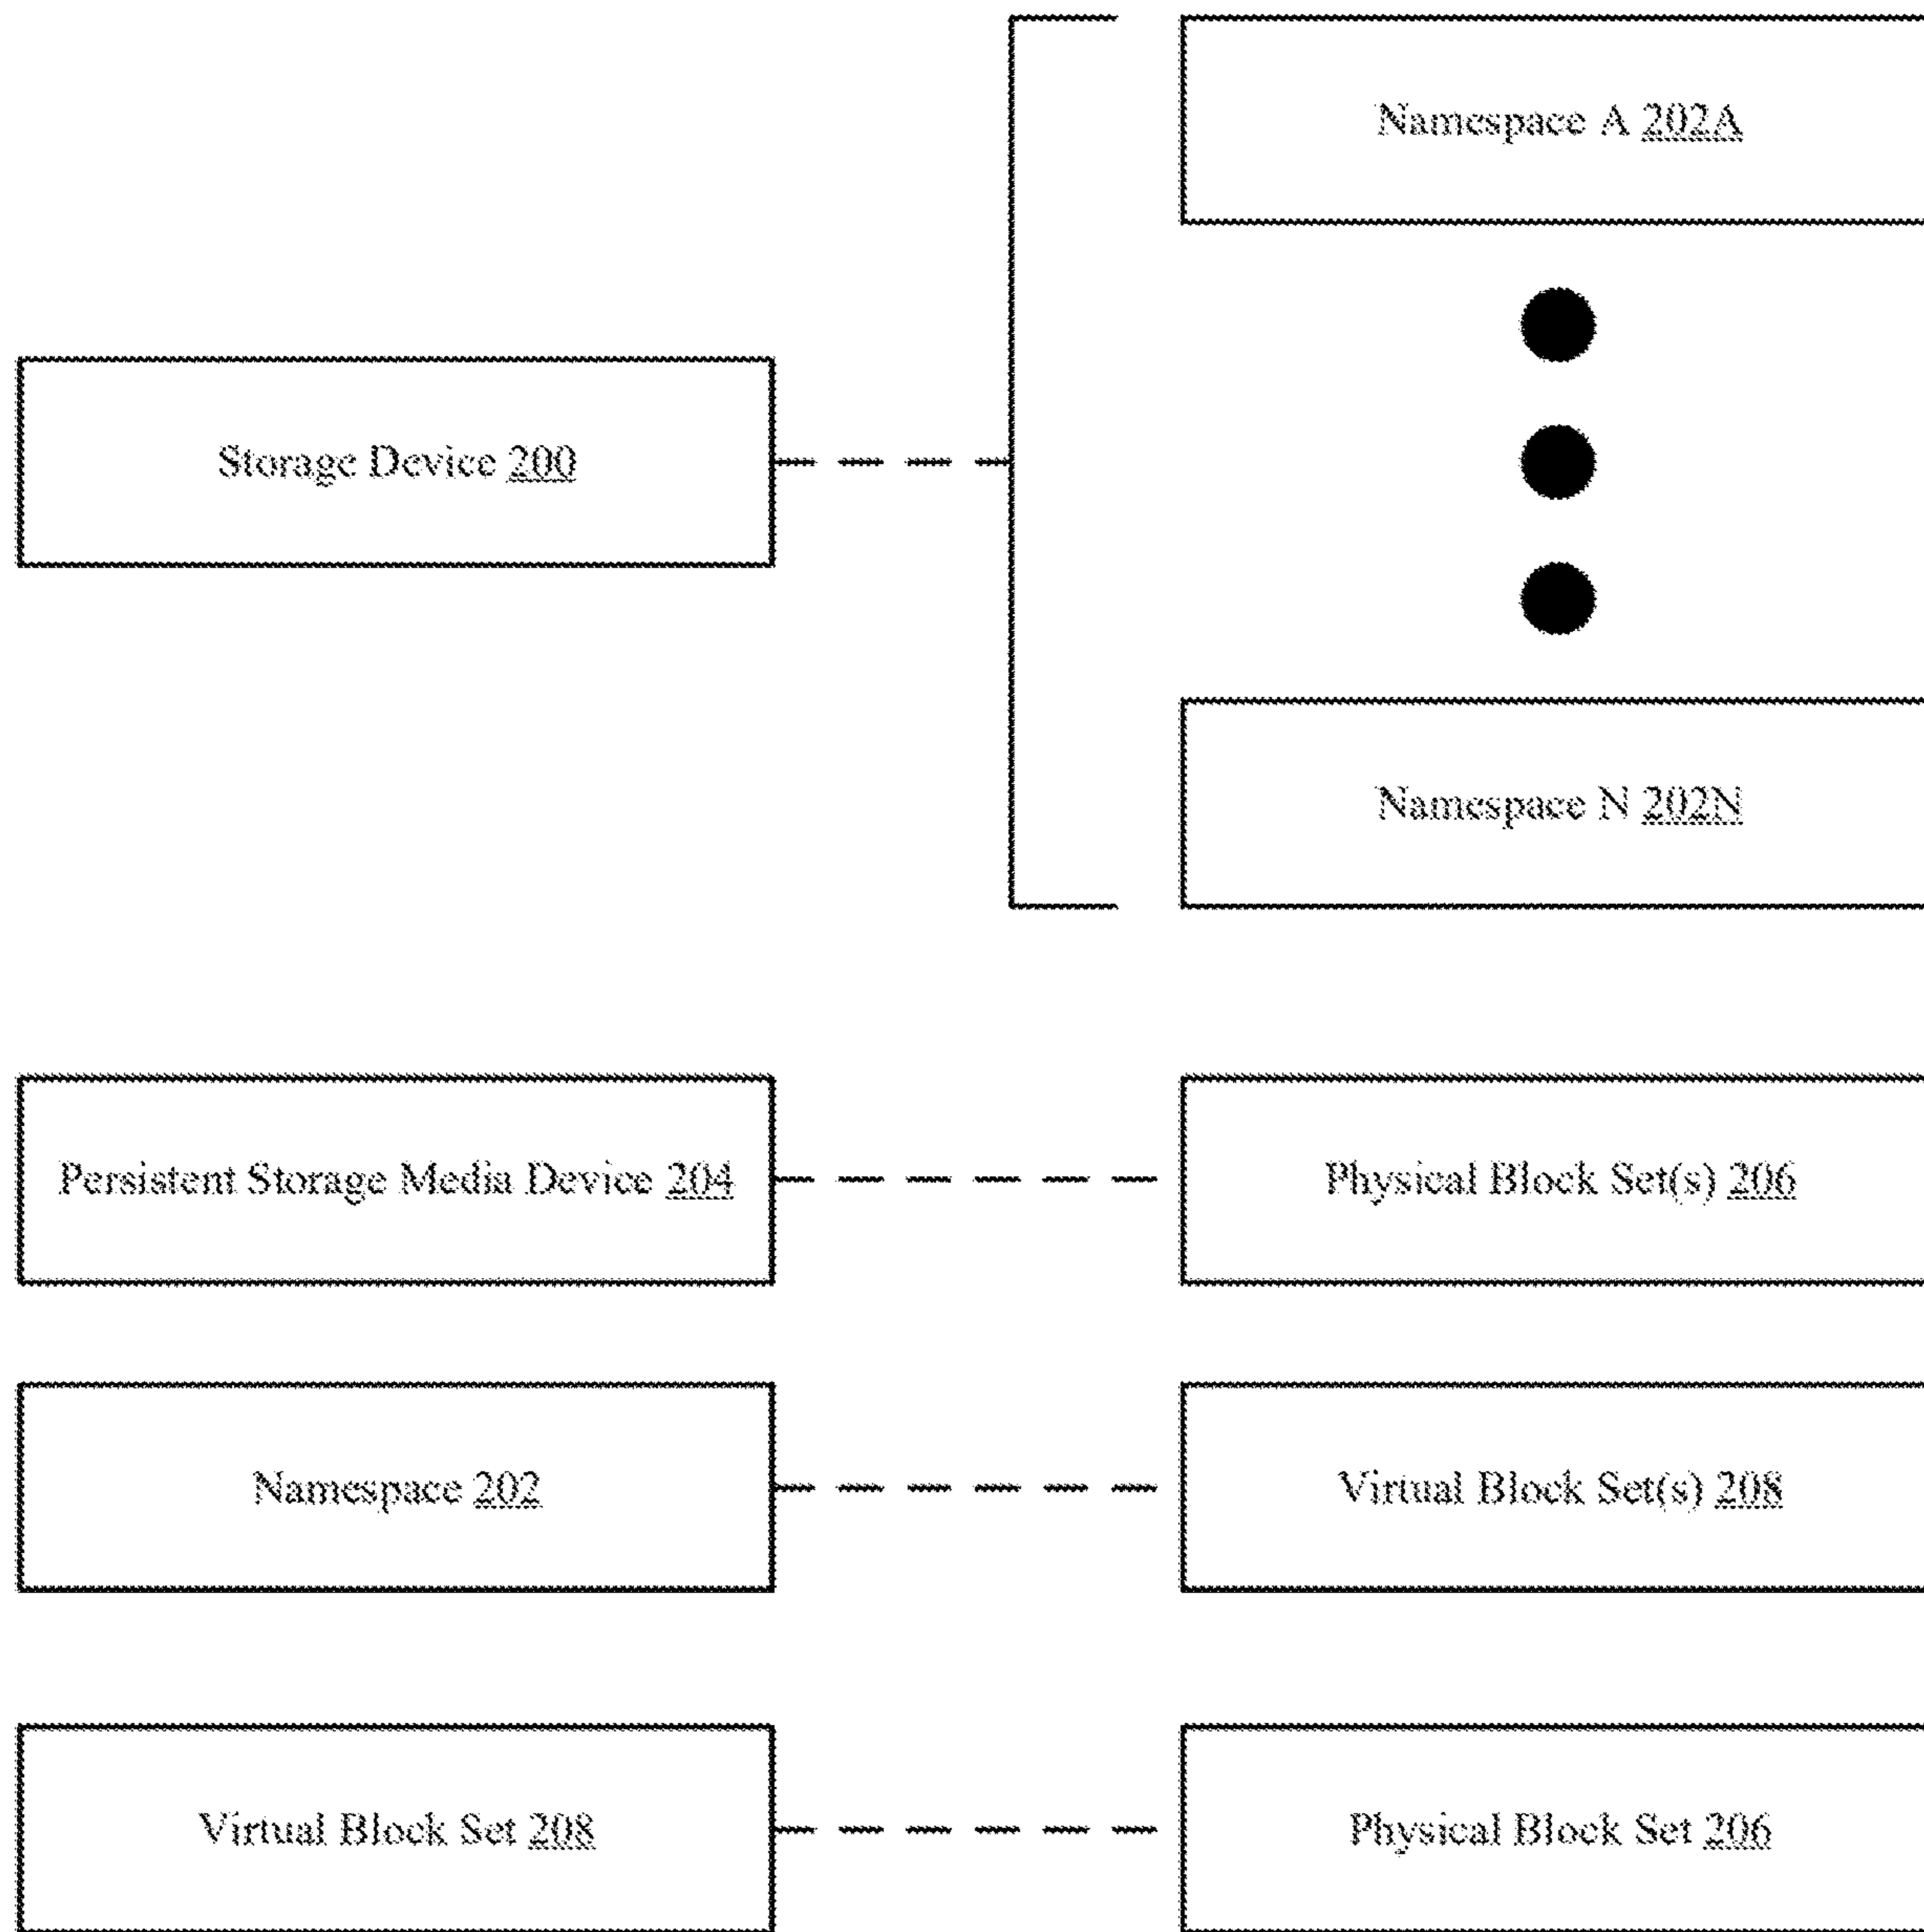 Namespace A 202A
Storage Device 200
Namespace N 202N
Persistent Storage Media Device 204
Physical Block Set(s) 206
Namespace 202
Virtual Block Set(s) 208
Virtual Block Set 208
Physical Block Set 206